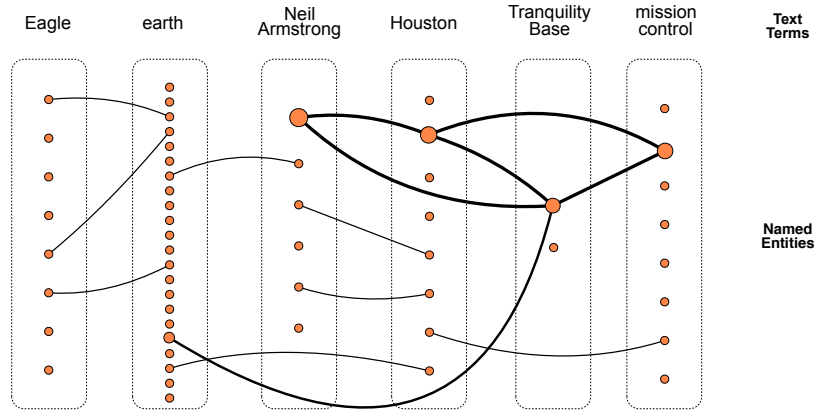 Eagle
earth
Neil
Armstrong
Houston
Tranquility
Base
mission
control
Text
Terms
Named
Entities